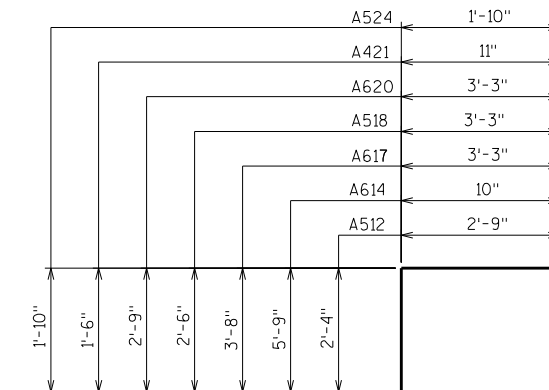 A524 1'-10"
A421 11"
A620 3'-3"
A518 3'-3"
A617 3'-3"
A614 10"
A512 2'-9"
1'-10" 1'-6" 2'-9" 2'-6" 3'-8" 5'-9" 2'-4"